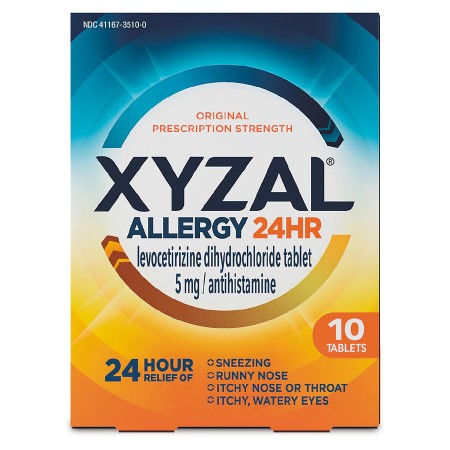 NDC 41167-3510-0
ORIGINAL
PRESCRIPTION STRENGTH
XYZAL®
ALLERGY 24HR
levocetirizine dihydrochloride tablet
5 mg / antihistamine
10
TABLETS
24 HOUR
RELIEF OF
SNEEZING
RUNNY NOSE
ITCHY NOSE OR THROAT
ITCHY, WATERY EYES